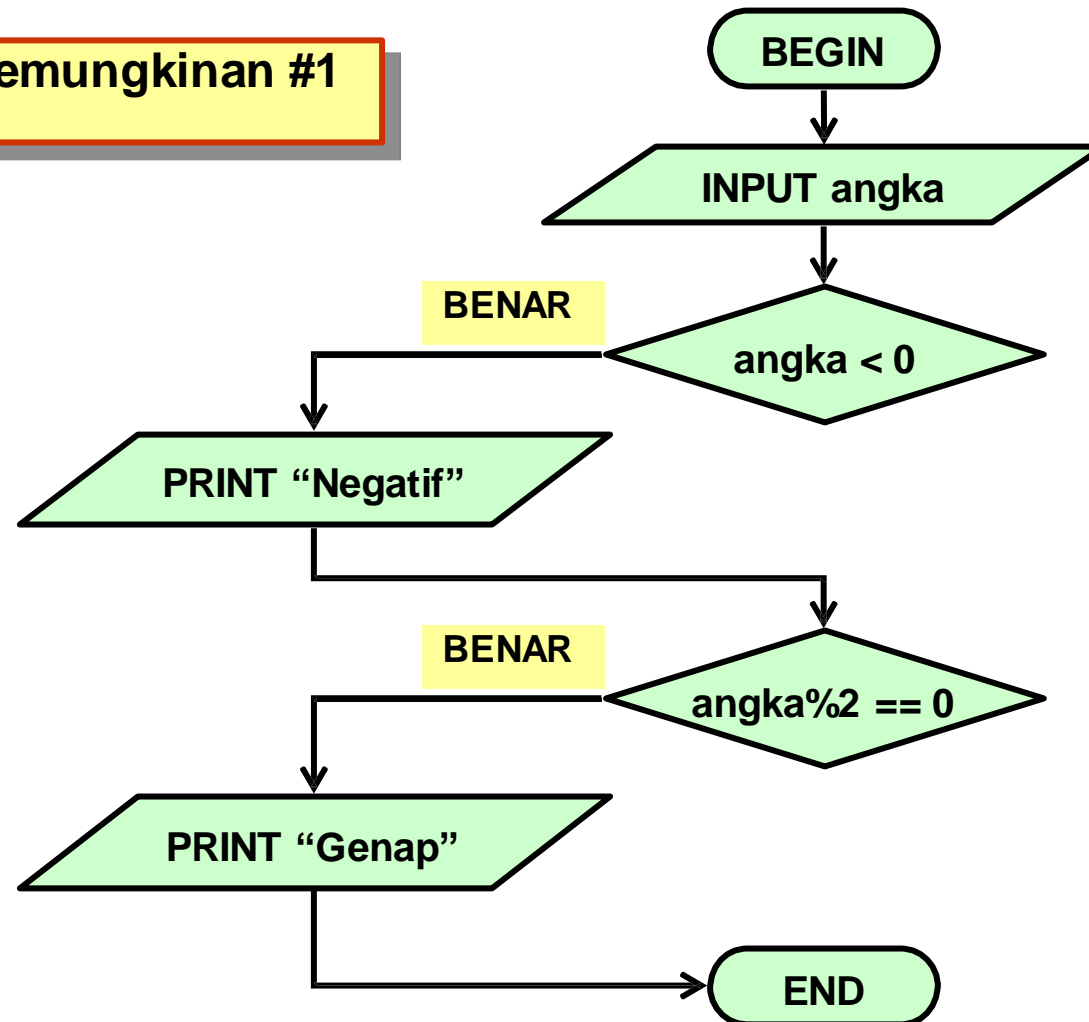 emungkinan #1
BEGIN
INPUT angka
BENAR
angka < 0
PRINT “Negatif”
BENAR
angka%2 == 0
PRINT “Genap”
END